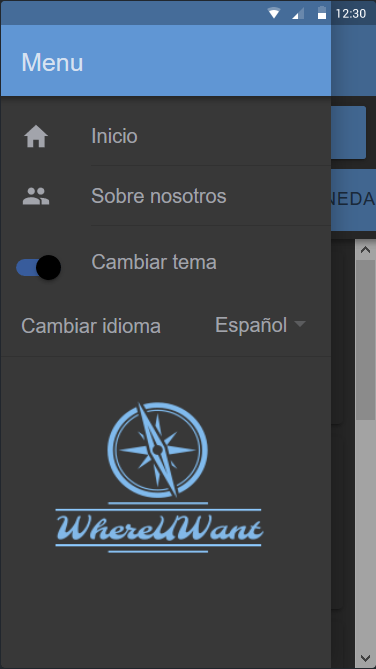 12:30
Menu
Inicio
Sobre nosotros
NEDA
Cambiar tema
Cambiar idioma
Español
WhereUWant